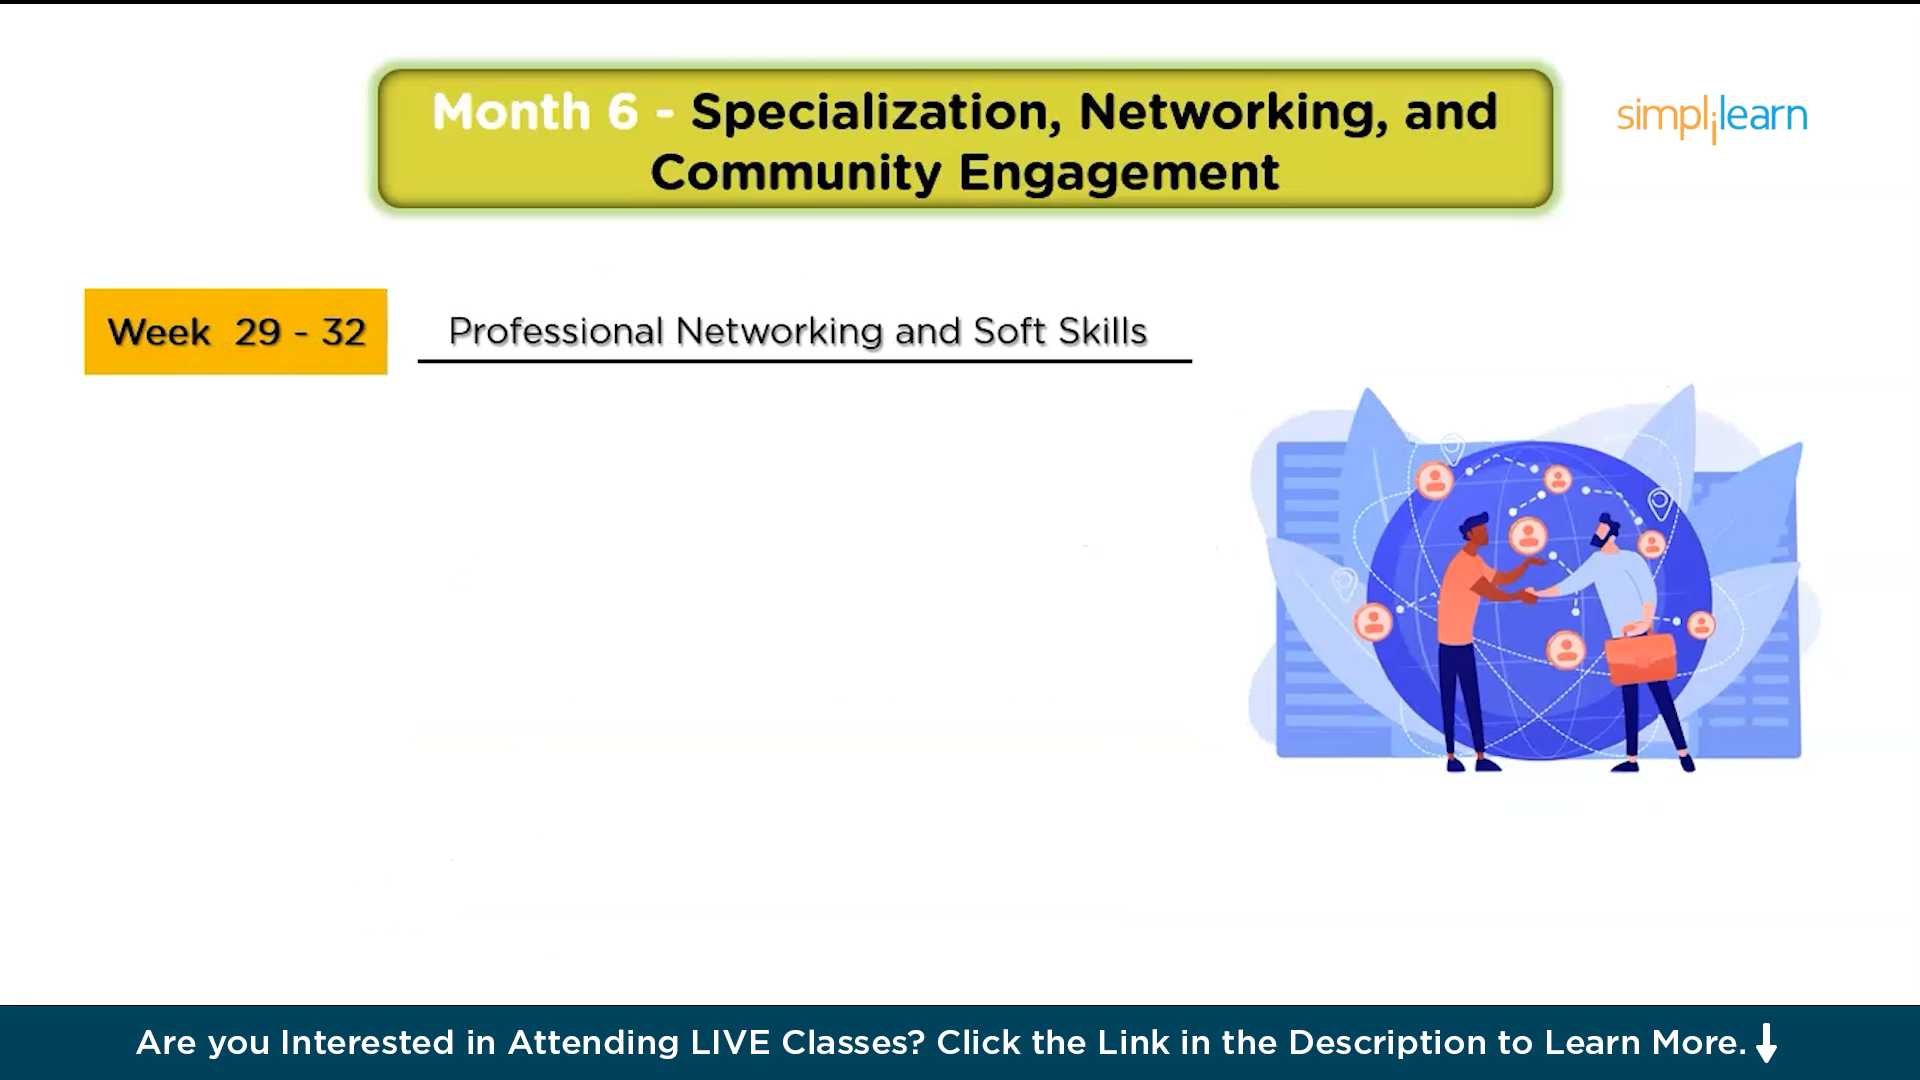 Month 6 - Specialization, Networking, and
Community Engagement
simplilearn
Week 29 - 32
Professional Networking and Soft Skills
Are you Interested in Attending LIVE Classes? Click the Link in the Description to Learn More.